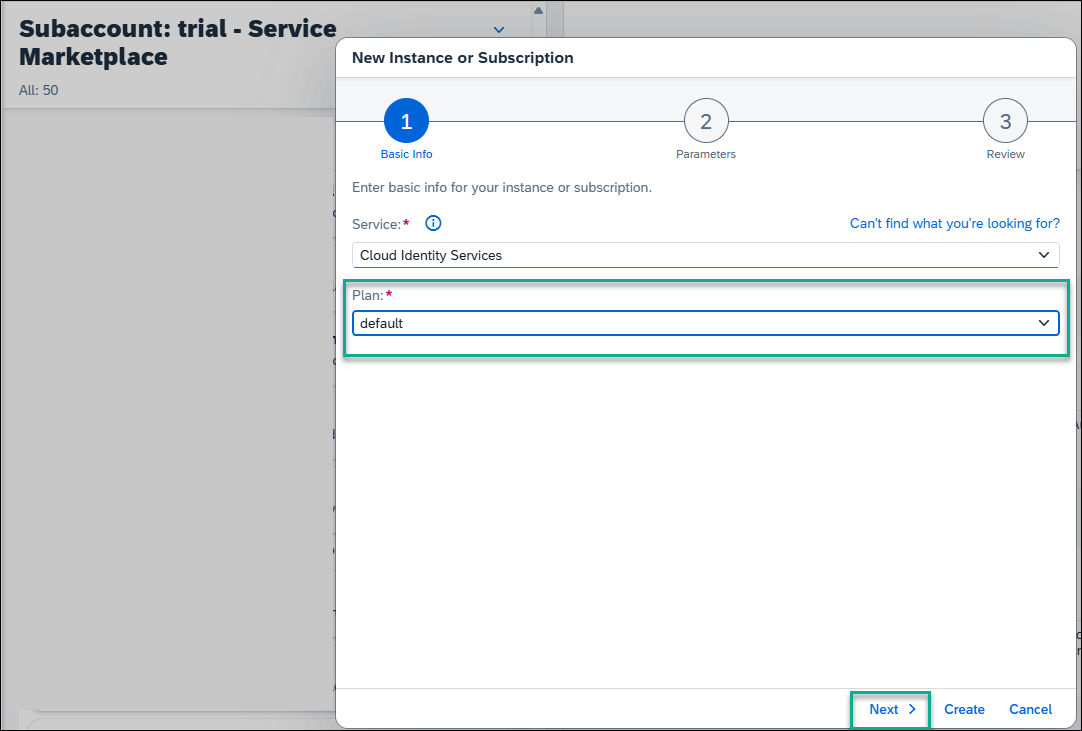 Subaccount: trial - Service
Marketplace
All: 50
New Instance or Subscription
1
2
3
Basic Info
Parameters
Review
Enter basic info for your instance or subscription.
Service:*
Can't find what you're looking for?
Cloud Identity Services
Plan:*
default
Next
Create
Cancel